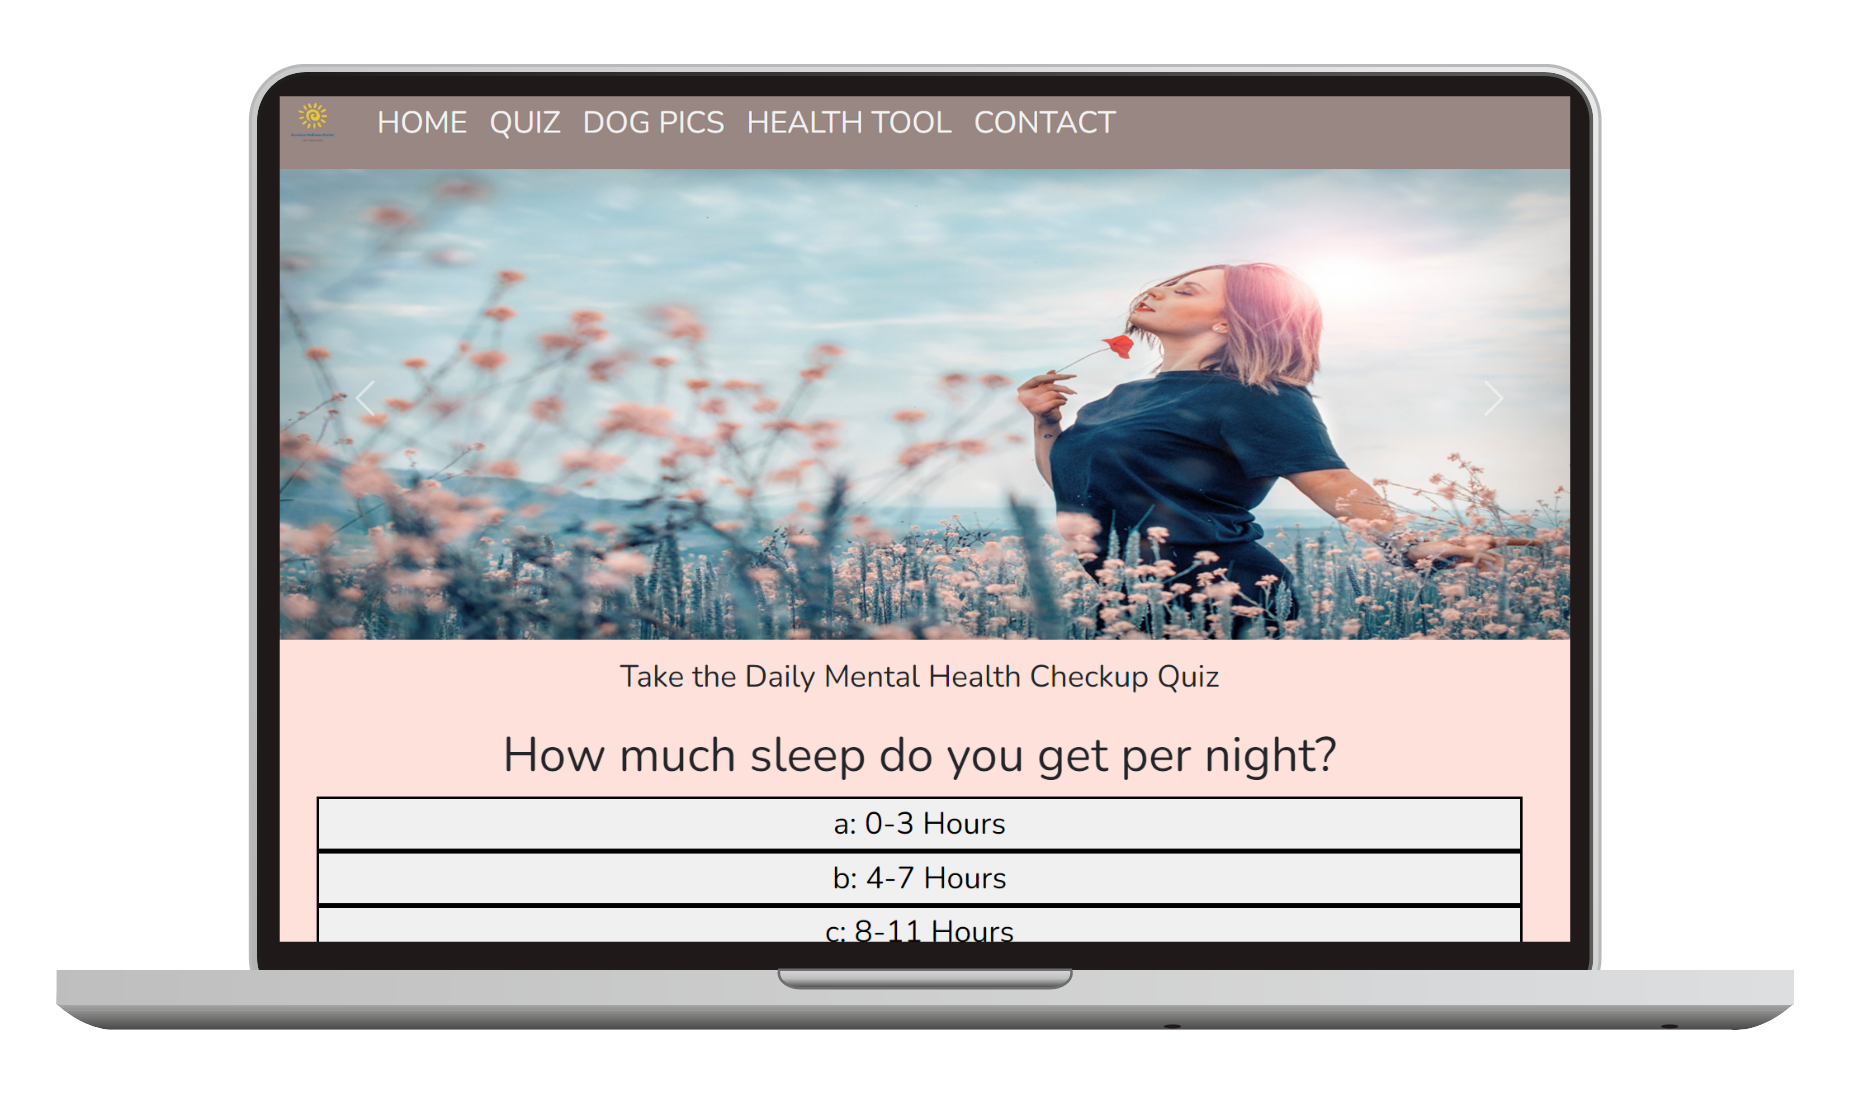 HOME QUIZ DOG PICS HEALTH TOOL CONTACT
Take the Daily Mental Health Checkup Quiz
How much sleep do you get per night?
a: 0-3 Hours
b: 4-7 Hours
c: 8-11 Hours